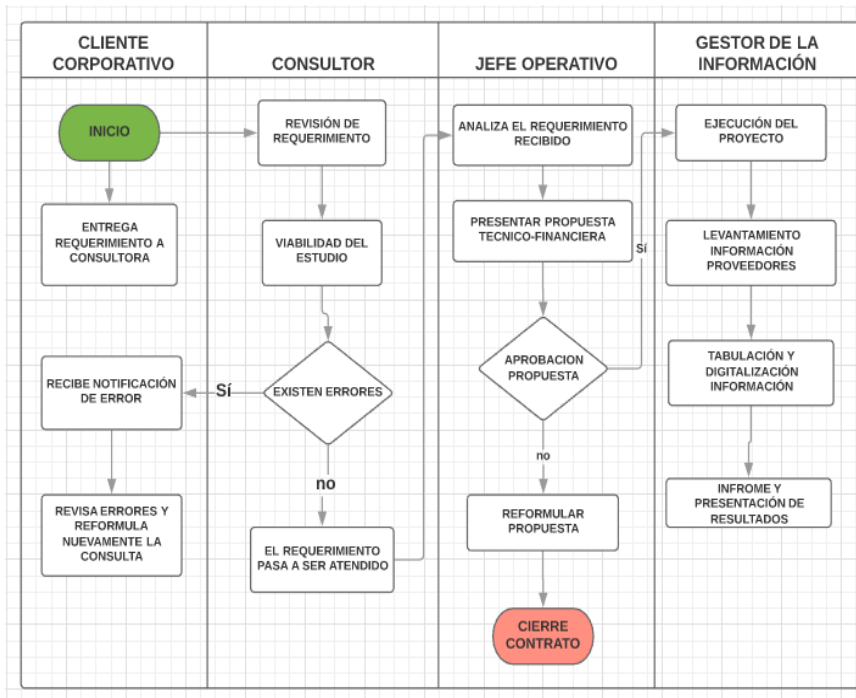 CLIENTE
CORPORATIVO
CONSULTOR
JEFE OPERATIVO
GESTOR DE LA
INFORMACIÓN
INICIO
ENTREGA
REQUERIMIENTO A
CONSULTORA
RECIBE NOTIFICACIÓN
DE ERROR
REVISA ERRORES Y
REFORMULA
NUEVAMENTE LA
CONSULTA
REVISIÓN DE
REQUERIMIENTO
VIABILIDAD DEL
ESTUDIO
EXISTEN ERRORES
Sí
no
EL REQUERIMIENTO
PASA A SER ATENDIDO
ANALIZA EL REQUERIMIENTO
RECIBIDO
PRESENTAR PROPUESTA
TECNICO-FINANCIERA
APROBACION
PROPUESTA
Sí
no
REFORMULAR
PROPUESTA
CIERRE
CONTRATO
EJECUCIÓN DEL
PROYECTO
LEVANTAMIENTO
INFORMACIÓN
PROVEEDORES
TABULACIÓN Y
DIGITALIZACIÓN
INFORMACIÓN
INFROME Y
PRESENTACIÓN DE
RESULTADOS